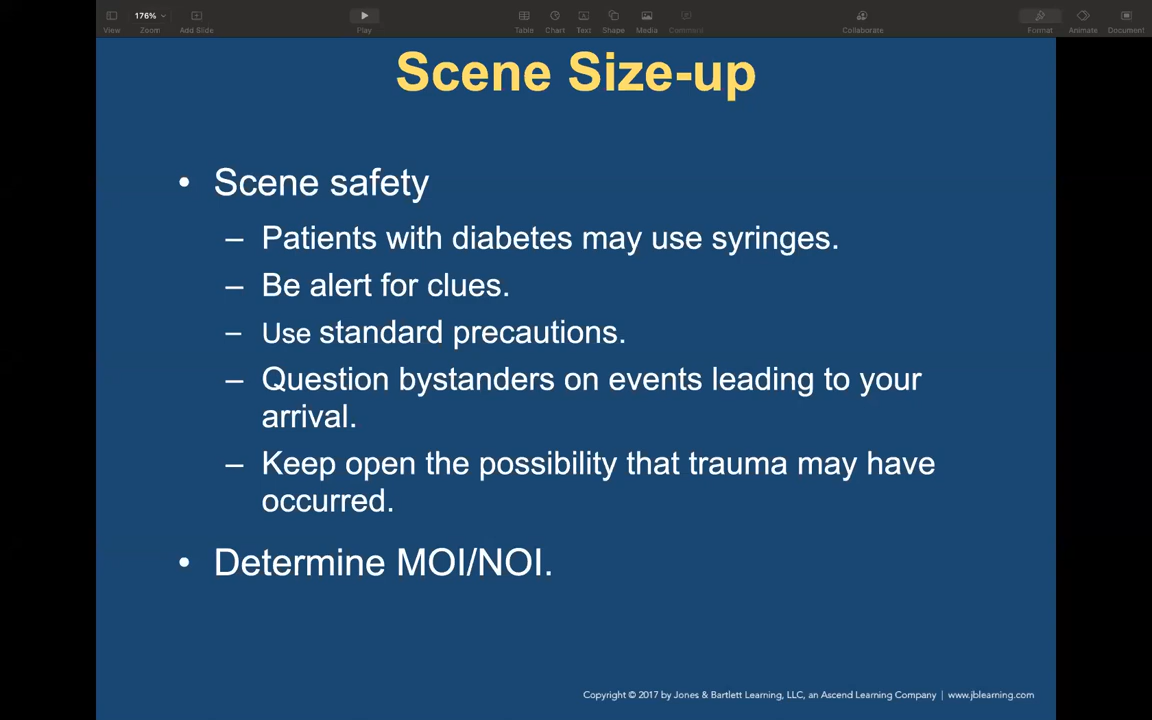 176%
View Zoom Add Slide Play Table Chart Text Shape Media Comment Collaborate Format Animate Document
Scene Size-up
• Scene safety
– Patients with diabetes may use syringes.
– Be alert for clues.
– Use standard precautions.
– Question bystanders on events leading to your
arrival.
– Keep open the possibility that trauma may have
occurred.
• Determine MOI/NOI.
Copyright © 2017 by Jones & Bartlett Learning, LLC, an Ascend Learning Company | www.jblearning.com